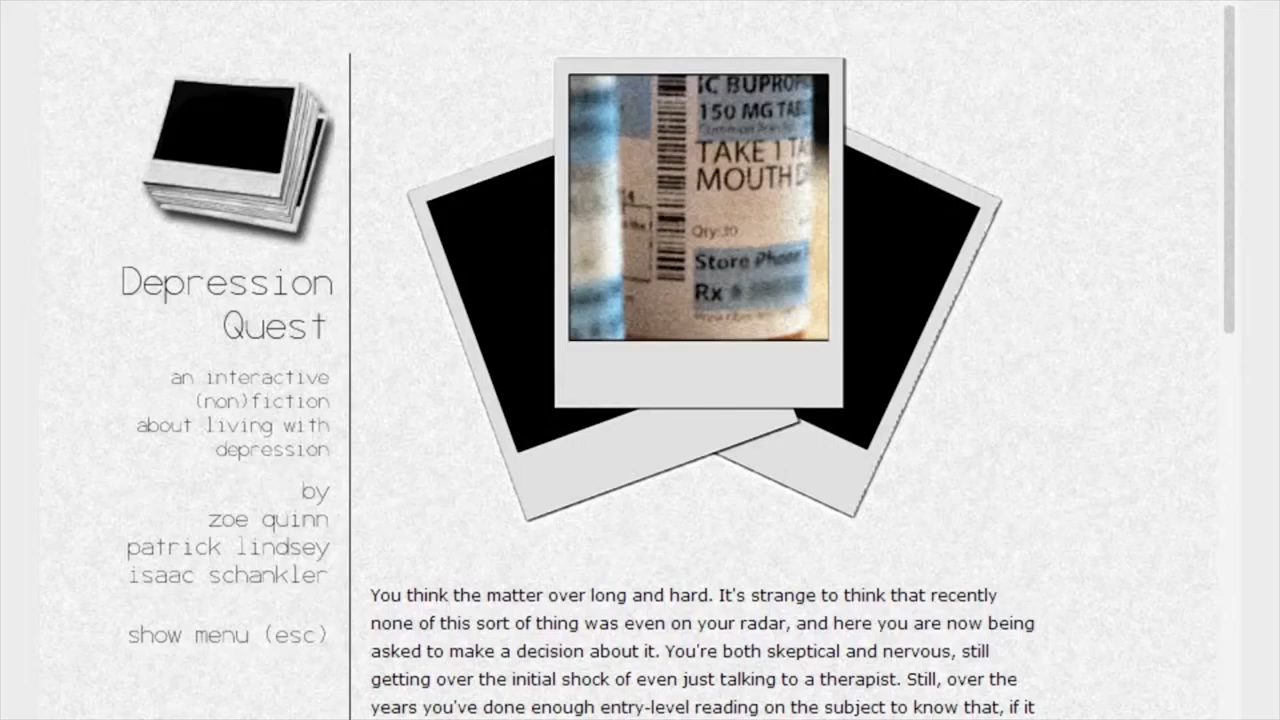 Depression
Quest
an interactive
(non)fiction
about living with
depression
by
zoe quinn
patrick lindsey
isaac schankler
show menu (esc)
IC BUPROP
150 MG TAB
TAKE 1 TA
MOUTH
Qty:30
Store Phone
Rx #
You think the matter over long and hard. It's strange to think that recently
none of this sort of thing was even on your radar, and here you are now being
asked to make a decision about it. You're both skeptical and nervous, still
getting over the initial shock of even just talking to a therapist. Still, over the
years you've done enough entry-level reading on the subject to know that, if it